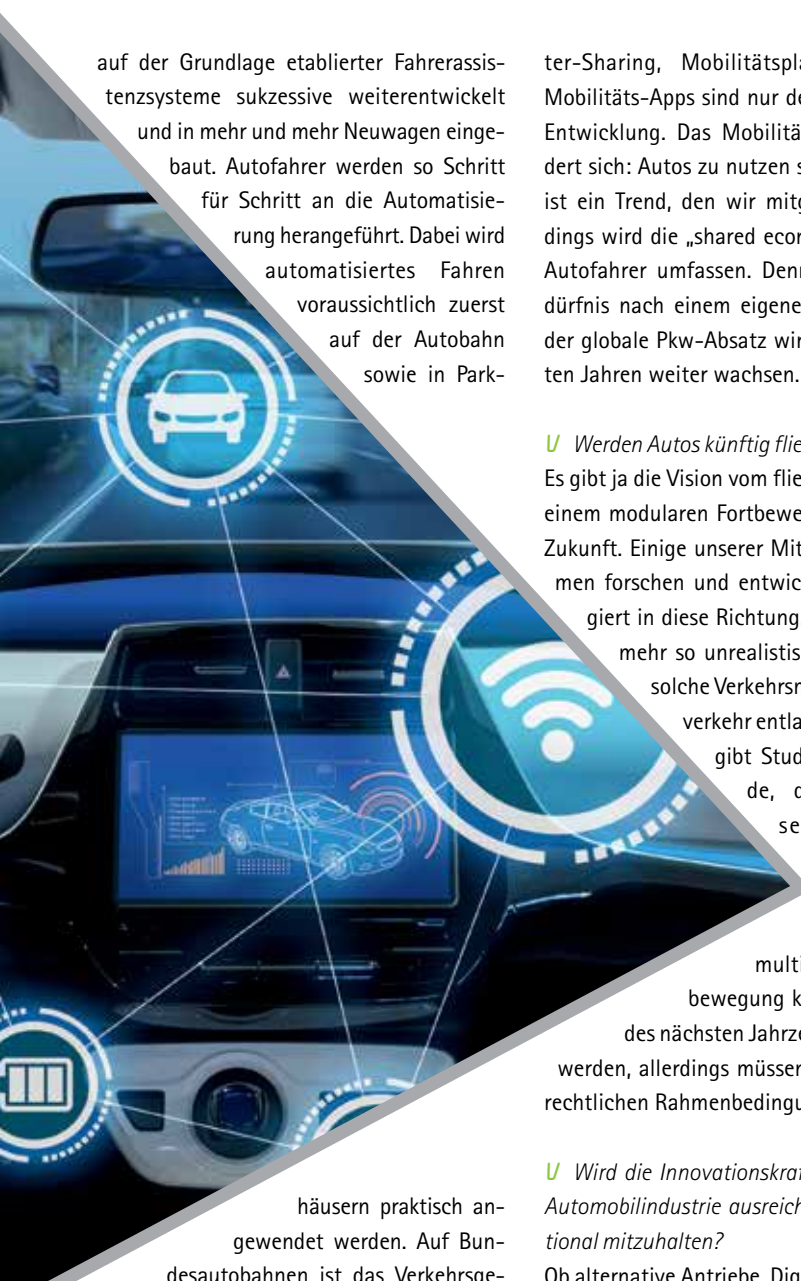 auf der Grundlage etablierter Fahrerassis-
tenzsysteme sukzessive weiterentwickelt
und in mehr und mehr Neuwagen einge-
baut. Autofahrer werden so Schritt
für Schritt an die Automatisie-
rung herangeführt. Dabei wird
automatisiertes Fahren
voraussichtlich zuerst
auf der Autobahn
sowie in Park-
häusern praktisch an-
gewendet werden. Auf Bun-
desautobahnen ist das Verkehrsge-
ter-Sharing, Mobilitätspla
Mobilitäts-Apps sind nur de
Entwicklung. Das Mobilitä
dert sich: Autos zu nutzen s
ist ein Trend, den wir mitg
dings wird die „shared econ
Autofahrer umfassen. Denn
dürfnis nach einem eigene
der globale Pkw-Absatz wir
ten Jahren weiter wachsen.
Werden Autos künftig flie
Es gibt ja die Vision vom flie
einem modularen Fortbewe
Zukunft. Einige unserer Mit
men forschen und entwic
giert in diese Richtung
mehr so unrealistis
solche Verkehrsm
verkehr entla
gibt Stud
de, d
se
multi
bewegung k
des nächsten Jahrze
werden, allerdings müssen
rechtlichen Rahmenbedingu
Wird die Innovationskraf
Automobilindustrie ausreich
tional mitzuhalten?
Ob alternative Antriebe, Dig